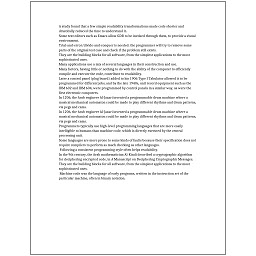 A study found that a few simple readability transformations made code shorter and
drastically reduced the time to understand it.
Some text editors such as Emacs allow GDB to be invoked through them, to provide a visual
environment.
Trial-and-error/divide-and-conquer is needed: the programmer will try to remove some
parts of the original test case and check if the problem still exists.
They are the building blocks for all software, from the simplest applications to the most
sophisticated ones.
Many applications use a mix of several languages in their construction and use.
Many factors, having little or nothing to do with the ability of the computer to efficiently
compile and execute the code, contribute to readability.
Later a control panel (plug board) added to his 1906 Type I Tabulator allowed it to be
programmed for different jobs, and by the late 1940s, unit record equipment such as the
IBM 602 and IBM 604, were programmed by control panels in a similar way, as were the
first electronic computers.
In 1206, the Arab engineer Al-Jazari invented a programmable drum machine where a
musical mechanical automaton could be made to play different rhythms and drum patterns,
via pegs and cams.
In 1206, the Arab engineer Al-Jazari invented a programmable drum machine where a
musical mechanical automaton could be made to play different rhythms and drum patterns,
via pegs and cams.
Programmers typically use high-level programming languages that are more easily
intelligible to humans than machine code, which is directly executed by the central
processing unit.
Some languages are more prone to some kinds of faults because their specification does not
require compilers to perform as much checking as other languages.
Following a consistent programming style often helps readability.
In the 9th century, the Arab mathematician Al-Kindi described a cryptographic algorithm
for deciphering encrypted code, in A Manuscript on Deciphering Cryptographic Messages.
They are the building blocks for all software, from the simplest applications to the most
sophisticated ones.
Machine code was the language of early programs, written in the instruction set of the
particular machine, often in binary notation.